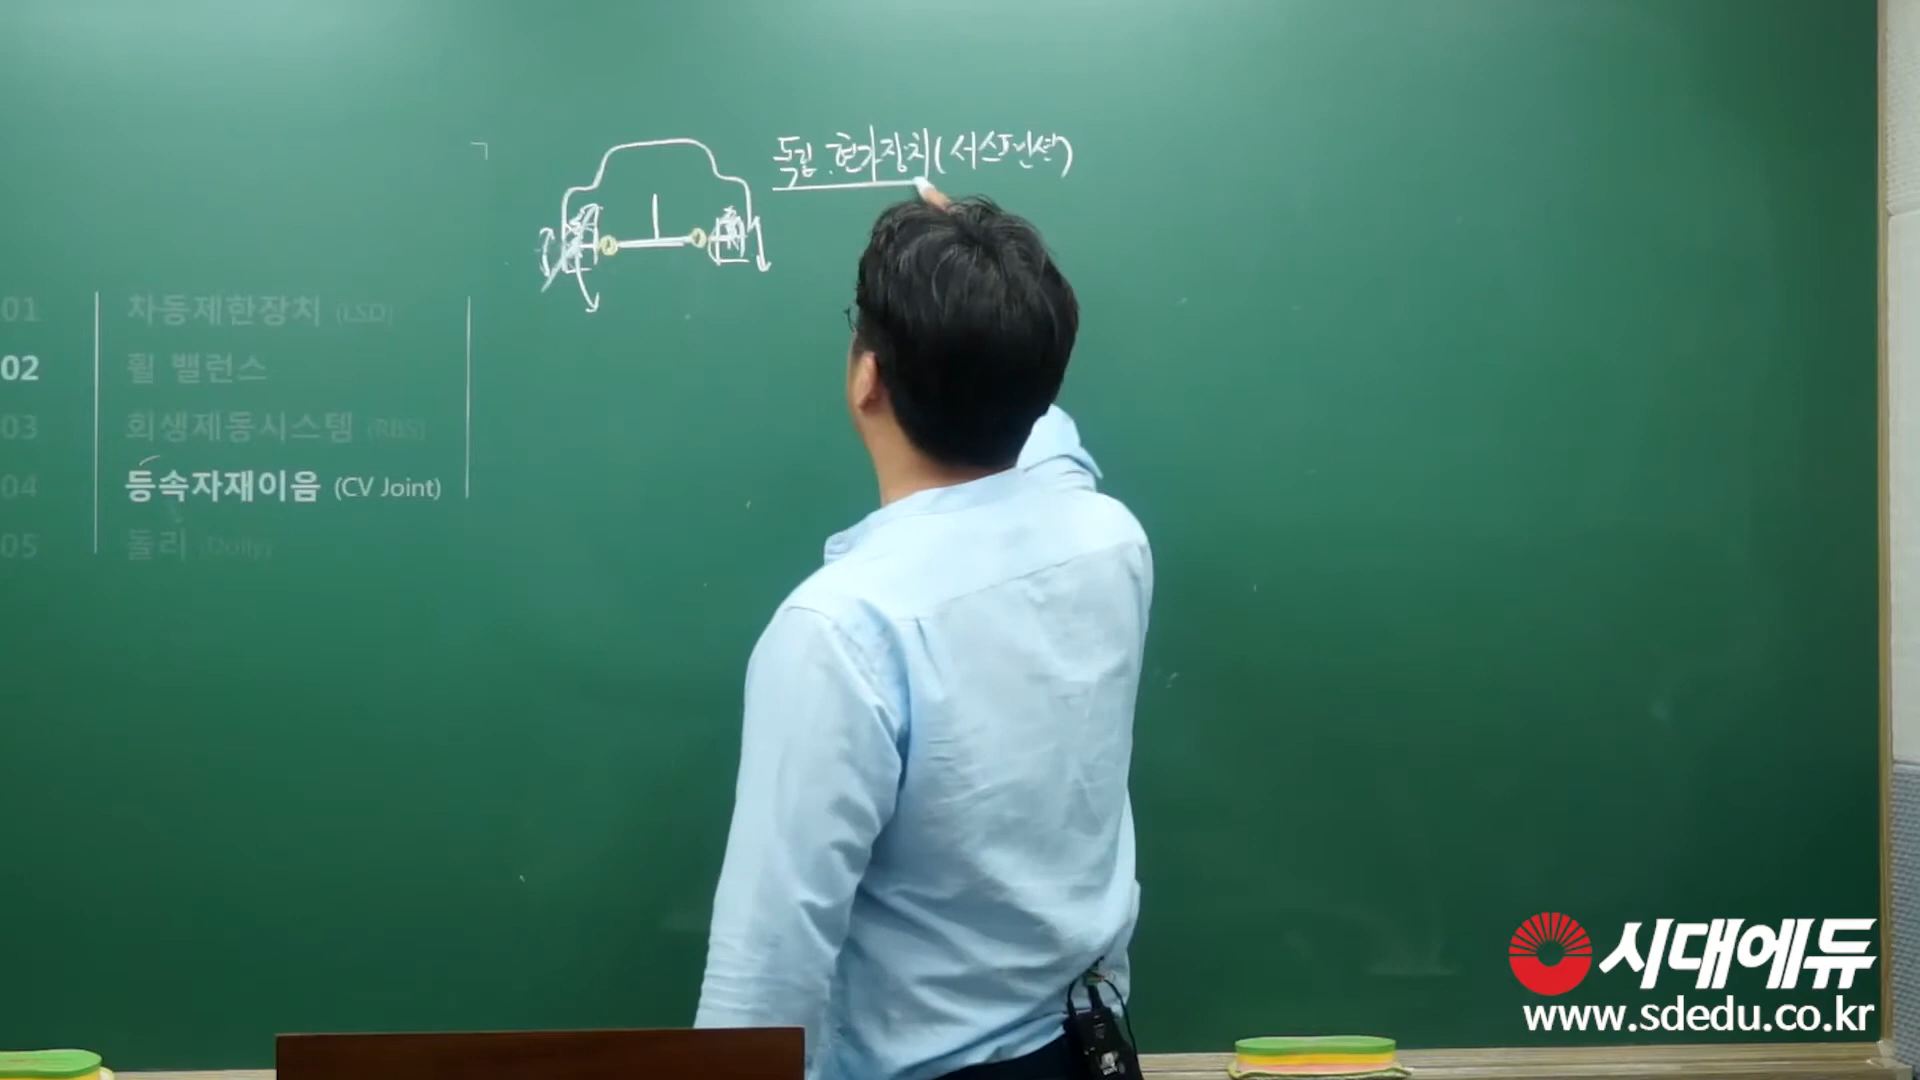 독립 현가장치(서스펜션)
01 차동제한장치 (LSD)
02 휠 밸런스
03 회생제동시스템 (RBS)
04 등속자재이음 (CV Joint)
05 돌리 (Dolly)
시대에듀
www.sdedu.co.kr